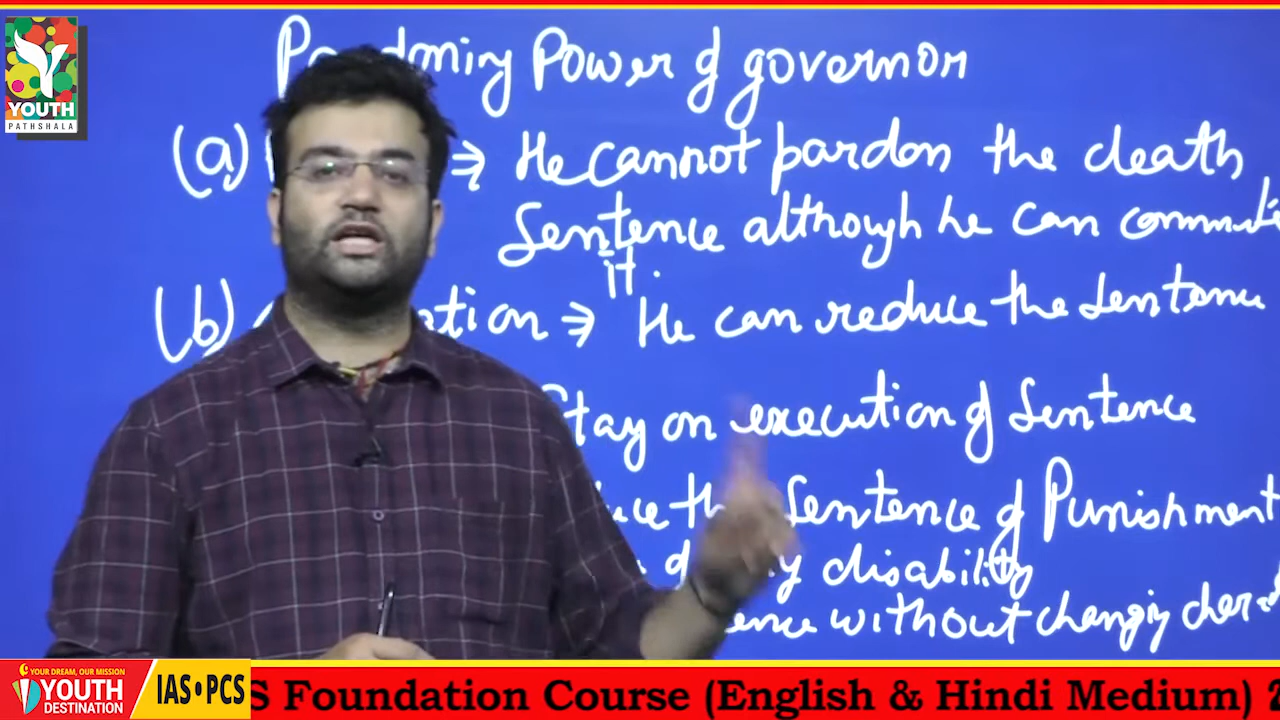 YOUTH
PATHSHALA
Power of governor
(a) ⇒ He cannot pardon the death
Sentence although he can
it.
(b) ⇒ He can reduce the Sentence
Stay on execution of Sentence
the Sentence of Punishment
disability
without changing
YOUR DREAM, OUR MISSION
YOUTH
DESTINATION
IAS•PCS
S Foundation Course (English & Hindi Medium) 2